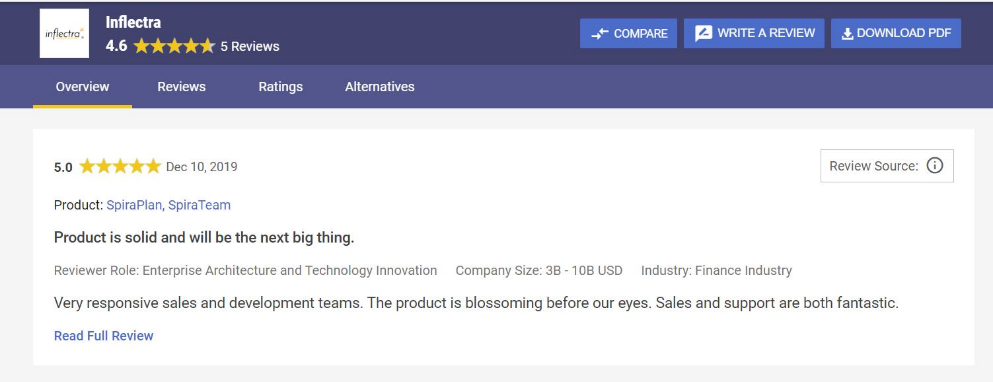 inflectra
Inflectra
4.6 5 Reviews
COMPARE
WRITE A REVIEW
DOWNLOAD PDF
Overview Reviews Ratings Alternatives
5.0 Dec 10, 2019
Review Source:
Product: SpiraPlan, SpiraTeam
Product is solid and will be the next big thing.
Reviewer Role: Enterprise Architecture and Technology Innovation Company Size: 3B - 10B USD Industry: Finance Industry
Very responsive sales and development teams. The product is blossoming before our eyes. Sales and support are both fantastic.
Read Full Review